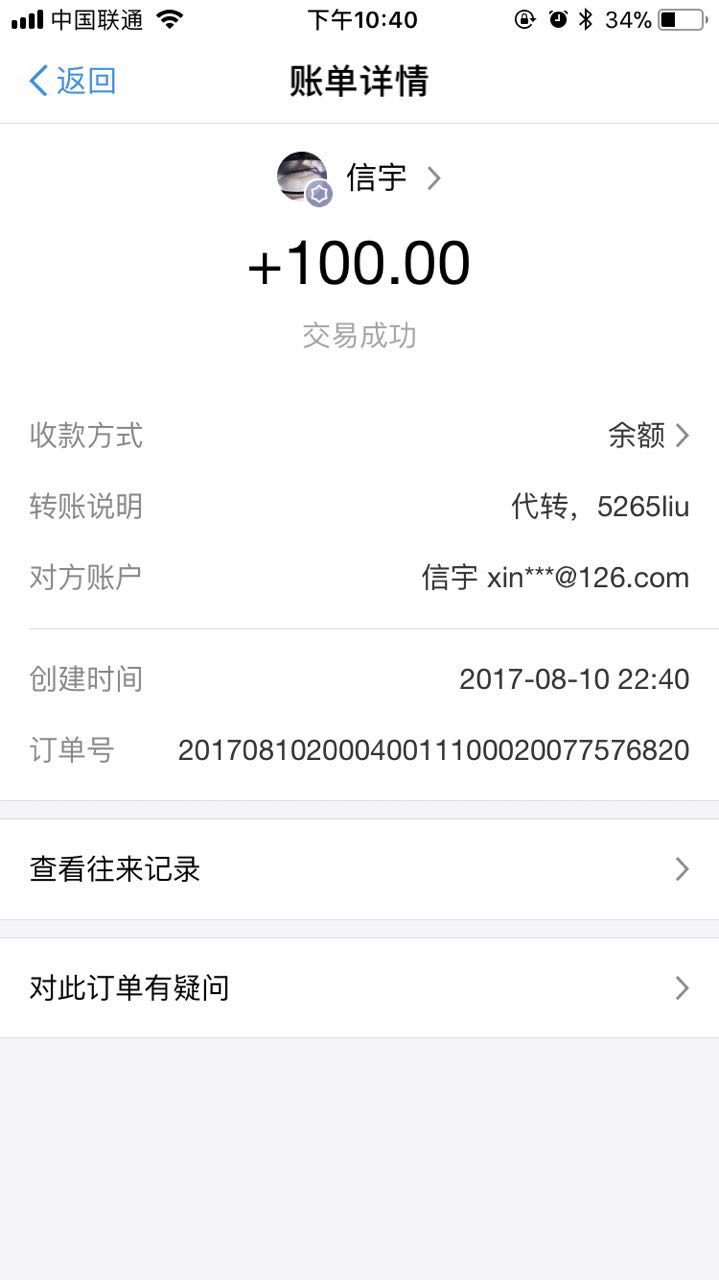 中国联通 下午10:40 34%
返回 账单详情
信宇
+100.00
交易成功
收款方式 余额
转账说明 代转，5265liu
对方账户 信宇 xin***@126.com
创建时间 2017-08-10 22:40
订单号 20170810200040011100020077576820
查看往来记录
对此订单有疑问